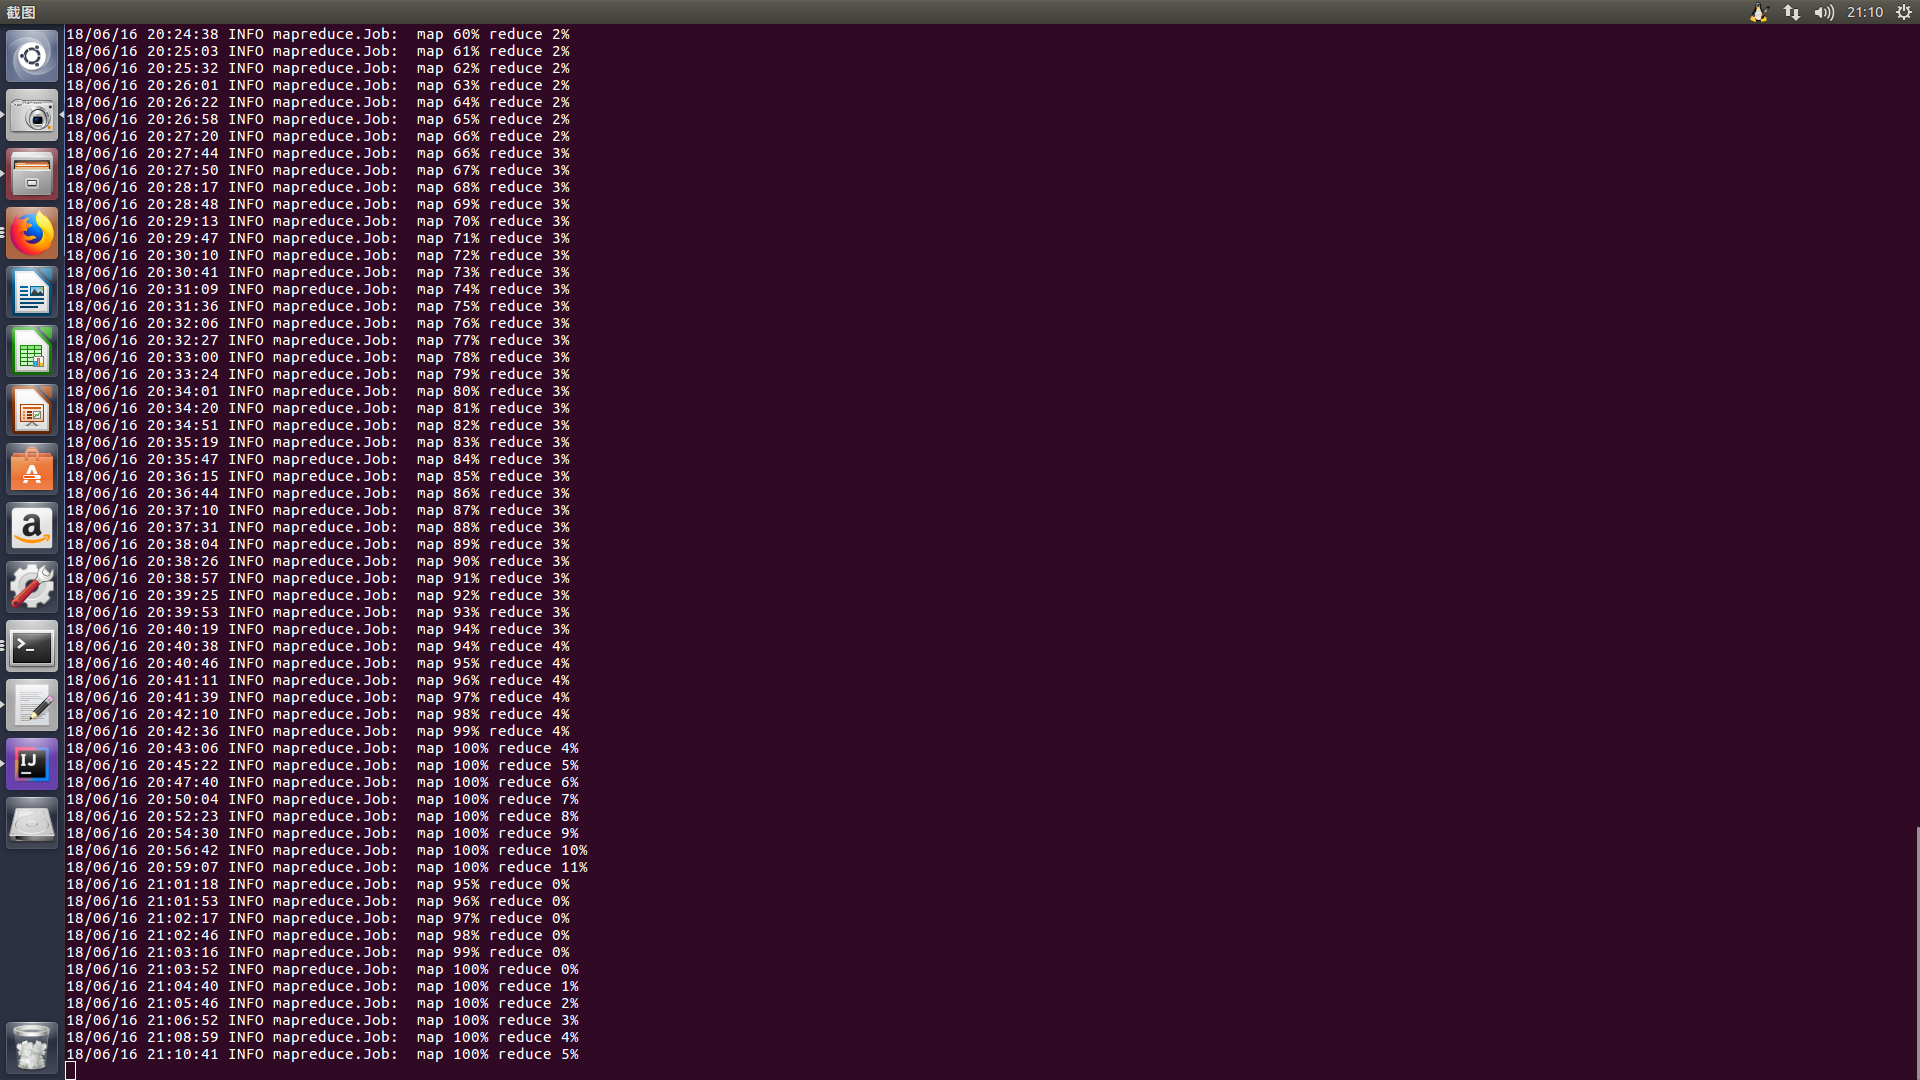 截图
21:10
18/06/16 20:24:38 INFO mapreduce.Job:  map 60% reduce 2%
18/06/16 20:25:03 INFO mapreduce.Job:  map 61% reduce 2%
18/06/16 20:25:32 INFO mapreduce.Job:  map 62% reduce 2%
18/06/16 20:26:01 INFO mapreduce.Job:  map 63% reduce 2%
18/06/16 20:26:22 INFO mapreduce.Job:  map 64% reduce 2%
18/06/16 20:26:58 INFO mapreduce.Job:  map 65% reduce 2%
18/06/16 20:27:20 INFO mapreduce.Job:  map 66% reduce 2%
18/06/16 20:27:44 INFO mapreduce.Job:  map 66% reduce 3%
18/06/16 20:27:50 INFO mapreduce.Job:  map 67% reduce 3%
18/06/16 20:28:17 INFO mapreduce.Job:  map 68% reduce 3%
18/06/16 20:28:48 INFO mapreduce.Job:  map 69% reduce 3%
18/06/16 20:29:13 INFO mapreduce.Job:  map 70% reduce 3%
18/06/16 20:29:47 INFO mapreduce.Job:  map 71% reduce 3%
18/06/16 20:30:10 INFO mapreduce.Job:  map 72% reduce 3%
18/06/16 20:30:41 INFO mapreduce.Job:  map 73% reduce 3%
18/06/16 20:31:09 INFO mapreduce.Job:  map 74% reduce 3%
18/06/16 20:31:36 INFO mapreduce.Job:  map 75% reduce 3%
18/06/16 20:32:06 INFO mapreduce.Job:  map 76% reduce 3%
18/06/16 20:32:27 INFO mapreduce.Job:  map 77% reduce 3%
18/06/16 20:33:00 INFO mapreduce.Job:  map 78% reduce 3%
18/06/16 20:33:24 INFO mapreduce.Job:  map 79% reduce 3%
18/06/16 20:34:01 INFO mapreduce.Job:  map 80% reduce 3%
18/06/16 20:34:20 INFO mapreduce.Job:  map 81% reduce 3%
18/06/16 20:34:51 INFO mapreduce.Job:  map 82% reduce 3%
18/06/16 20:35:19 INFO mapreduce.Job:  map 83% reduce 3%
18/06/16 20:35:47 INFO mapreduce.Job:  map 84% reduce 3%
18/06/16 20:36:15 INFO mapreduce.Job:  map 85% reduce 3%
18/06/16 20:36:44 INFO mapreduce.Job:  map 86% reduce 3%
18/06/16 20:37:10 INFO mapreduce.Job:  map 87% reduce 3%
18/06/16 20:37:31 INFO mapreduce.Job:  map 88% reduce 3%
18/06/16 20:38:04 INFO mapreduce.Job:  map 89% reduce 3%
18/06/16 20:38:26 INFO mapreduce.Job:  map 90% reduce 3%
18/06/16 20:38:57 INFO mapreduce.Job:  map 91% reduce 3%
18/06/16 20:39:25 INFO mapreduce.Job:  map 92% reduce 3%
18/06/16 20:39:53 INFO mapreduce.Job:  map 93% reduce 3%
18/06/16 20:40:19 INFO mapreduce.Job:  map 94% reduce 3%
18/06/16 20:40:38 INFO mapreduce.Job:  map 94% reduce 4%
18/06/16 20:40:46 INFO mapreduce.Job:  map 95% reduce 4%
18/06/16 20:41:11 INFO mapreduce.Job:  map 96% reduce 4%
18/06/16 20:41:39 INFO mapreduce.Job:  map 97% reduce 4%
18/06/16 20:42:10 INFO mapreduce.Job:  map 98% reduce 4%
18/06/16 20:42:36 INFO mapreduce.Job:  map 99% reduce 4%
18/06/16 20:43:06 INFO mapreduce.Job:  map 100% reduce 4%
18/06/16 20:45:22 INFO mapreduce.Job:  map 100% reduce 5%
18/06/16 20:47:40 INFO mapreduce.Job:  map 100% reduce 6%
18/06/16 20:50:04 INFO mapreduce.Job:  map 100% reduce 7%
18/06/16 20:52:23 INFO mapreduce.Job:  map 100% reduce 8%
18/06/16 20:54:30 INFO mapreduce.Job:  map 100% reduce 9%
18/06/16 20:56:42 INFO mapreduce.Job:  map 100% reduce 10%
18/06/16 20:59:07 INFO mapreduce.Job:  map 100% reduce 11%
18/06/16 21:01:18 INFO mapreduce.Job:  map 95% reduce 0%
18/06/16 21:01:53 INFO mapreduce.Job:  map 96% reduce 0%
18/06/16 21:02:17 INFO mapreduce.Job:  map 97% reduce 0%
18/06/16 21:02:46 INFO mapreduce.Job:  map 98% reduce 0%
18/06/16 21:03:16 INFO mapreduce.Job:  map 99% reduce 0%
18/06/16 21:03:52 INFO mapreduce.Job:  map 100% reduce 0%
18/06/16 21:04:40 INFO mapreduce.Job:  map 100% reduce 1%
18/06/16 21:05:46 INFO mapreduce.Job:  map 100% reduce 2%
18/06/16 21:06:52 INFO mapreduce.Job:  map 100% reduce 3%
18/06/16 21:08:59 INFO mapreduce.Job:  map 100% reduce 4%
18/06/16 21:10:41 INFO mapreduce.Job:  map 100% reduce 5%